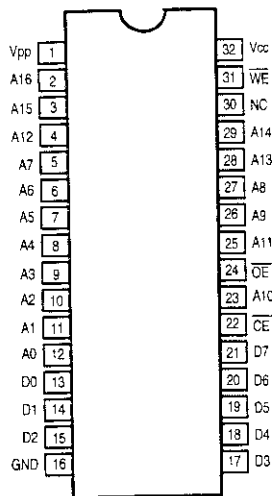 Vpp 1 32 Vcc
A16 2 31 WE
A15 3 30 NC
A12 4 29 A14
A7 5 28 A13
A6 6 27 A8
A5 7 26 A9
A4 8 25 A11
A3 9 24 OE
A2 10 23 A10
A1 11 22 CE
A0 12 21 D7
D0 13 20 D6
D1 14 19 D5
D2 15 18 D4
GND 16 17 D3